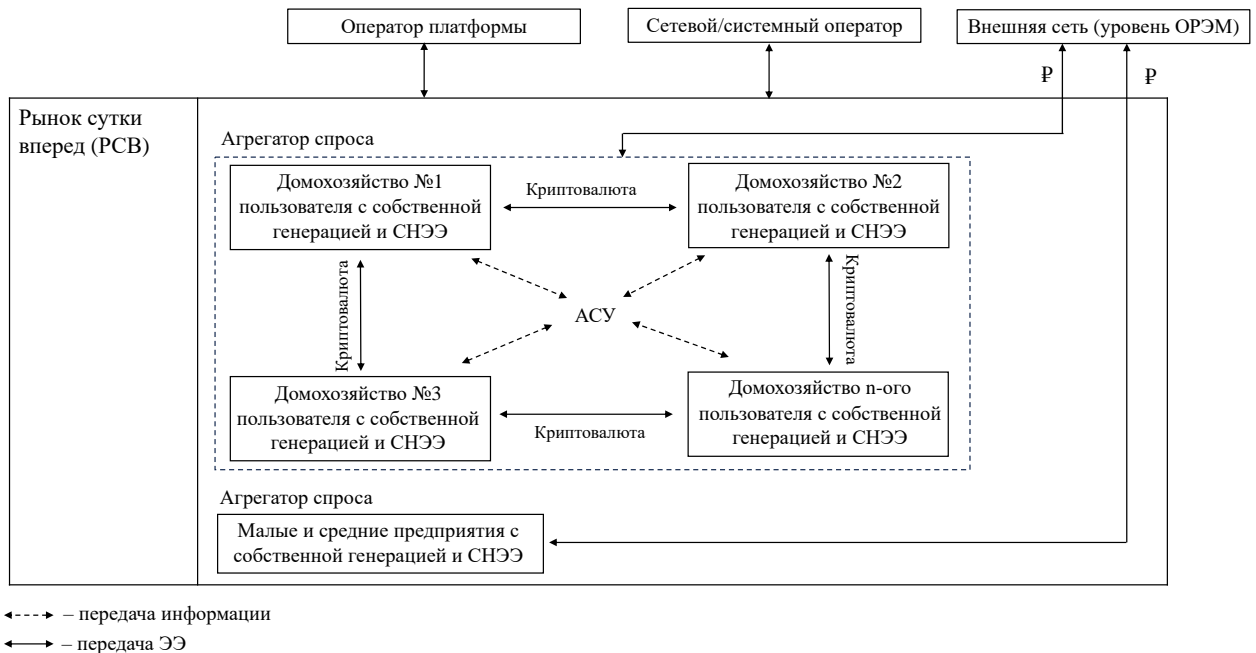 Оператор платформы
Сетевой/системный оператор
Внешняя сеть (уровень ОРЭМ)
₽
₽
Рынок сутки
вперед (РСВ)
Агрегатор спроса
Домохозяйство №1
пользователя с собственной
генерацией и СНЭЭ
Криптовалюта
Домохозяйство №2
пользователя с собственной
генерацией и СНЭЭ
Криптовалюта
АСУ
Криптовалюта
Домохозяйство №3
пользователя с собственной
генерацией и СНЭЭ
Криптовалюта
Домохозяйство n-ого
пользователя с собственной
генерацией и СНЭЭ
Агрегатор спроса
Малые и средние предприятия с
собственной генерацией и СНЭЭ
– передача информации
– передача ЭЭ